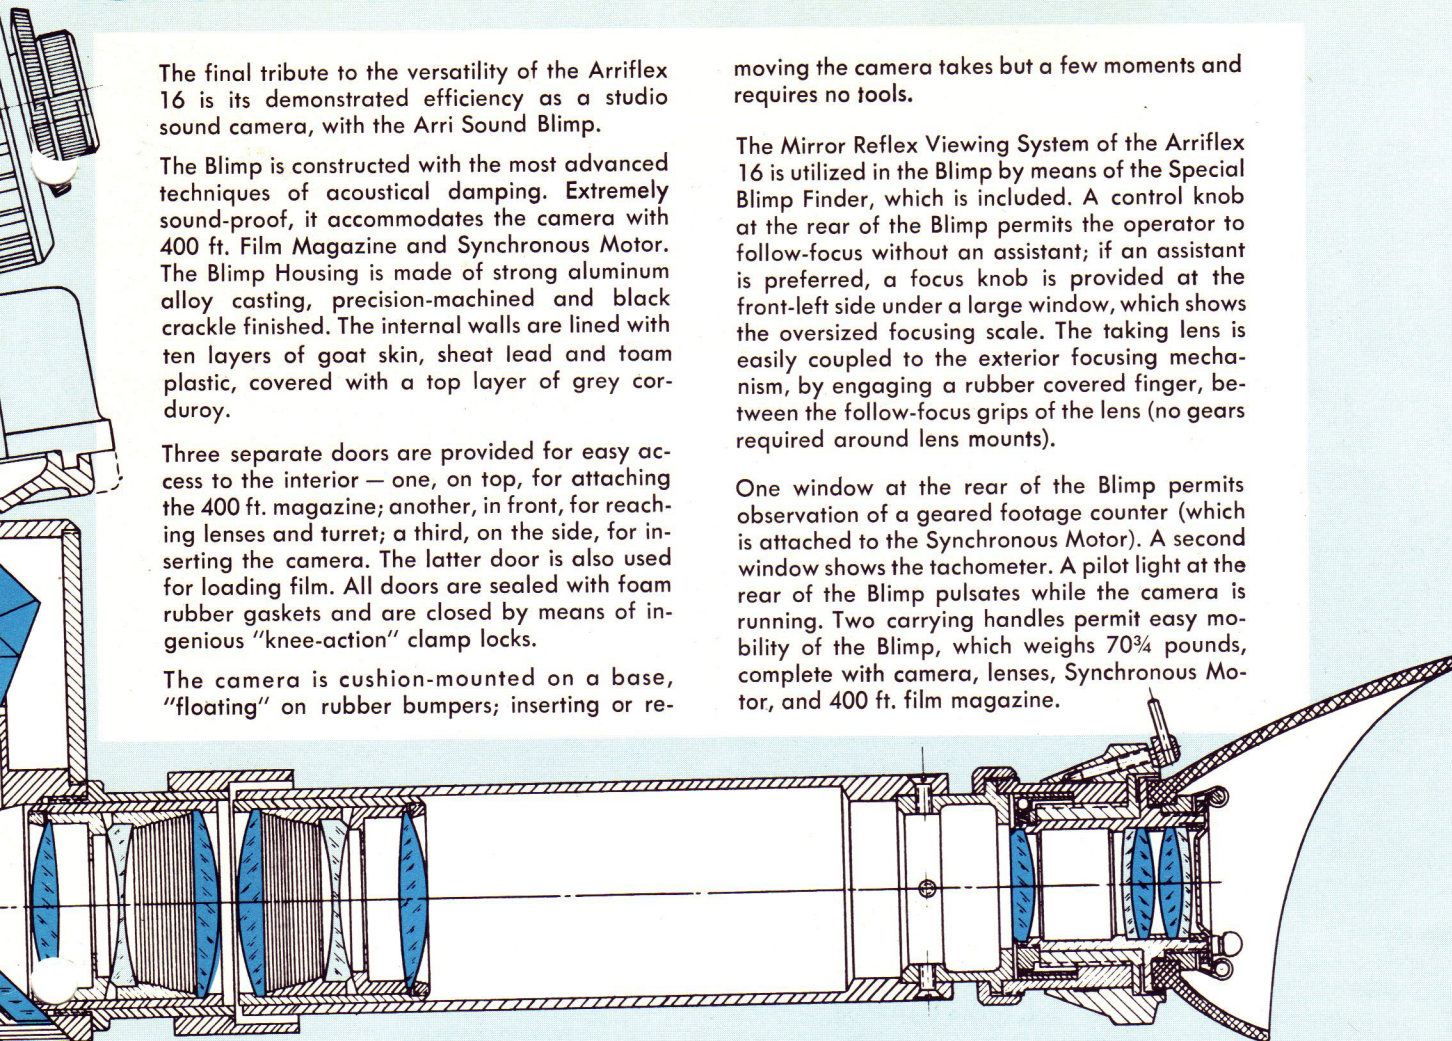 The final tribute to the versatility of the Arriflex
16 is its demonstrated efficiency as a studio
sound camera, with the Arri Sound Blimp.
The Blimp is constructed with the most advanced
techniques of acoustical damping. Extremely
sound-proof, it accommodates the camera with
400 ft. Film Magazine and Synchronous Motor.
The Blimp Housing is made of strong aluminum
alloy casting, precision-machined and black
crackle finished. The internal walls are lined with
ten layers of goat skin, sheat lead and toam
plastic, covered with a top layer of grey cor-
duroy.
Three separate doors are provided for easy ac-
cess to the interior — one, on top, for attaching
the 400 ft. magazine; another, in front, for reach-
ing lenses and turret; a third, on the side, for in-
serting the camera. The latter door is also used
for loading film. All doors are sealed with foam
rubber gaskets and are closed by means of in-
genious "knee-action" clamp locks.
The camera is cushion-mounted on a base,
"floating" on rubber bumpers; inserting or re-
moving the camera takes but a few moments and
requires no tools.
The Mirror Reflex Viewing System of the Arriflex
16 is utilized in the Blimp by means of the Special
Blimp Finder, which is included. A control knob
at the rear of the Blimp permits the operator to
follow-focus without an assistant; if an assistant
is preferred, a focus knob is provided at the
front-left side under a large window, which shows
the oversized focusing scale. The taking lens is
easily coupled to the exterior focusing mecha-
nism, by engaging a rubber covered finger, be-
tween the follow-focus grips of the lens (no gears
required around lens mounts).
One window at the rear of the Blimp permits
observation of a geared footage counter (which
is attached to the Synchronous Motor). A second
window shows the tachometer. A pilot light at the
rear of the Blimp pulsates while the camera is
running. Two carrying handles permit easy mo-
bility of the Blimp, which weighs 70¾ pounds,
complete with camera, lenses, Synchronous Mo-
tor, and 400 ft. film magazine.